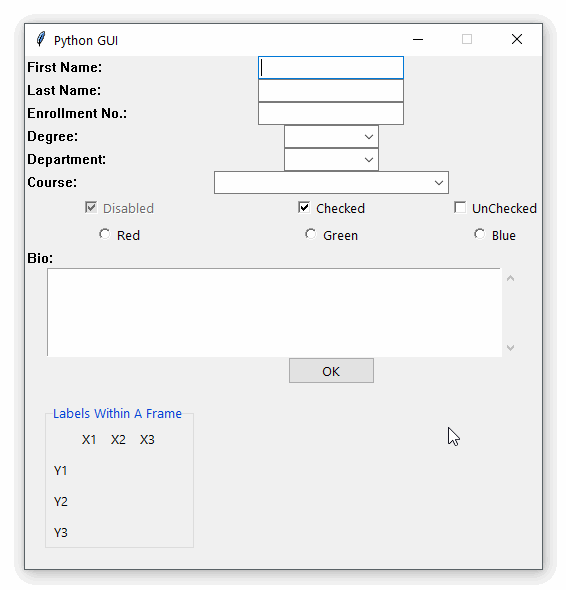 Python GUI
First Name:
Last Name:
Enrollment No.:
Degree:
Department:
Course:
Disabled Checked UnChecked
Red Green Blue
Bio:
OK
Labels Within A Frame
X1 X2 X3
Y1
Y2
Y3